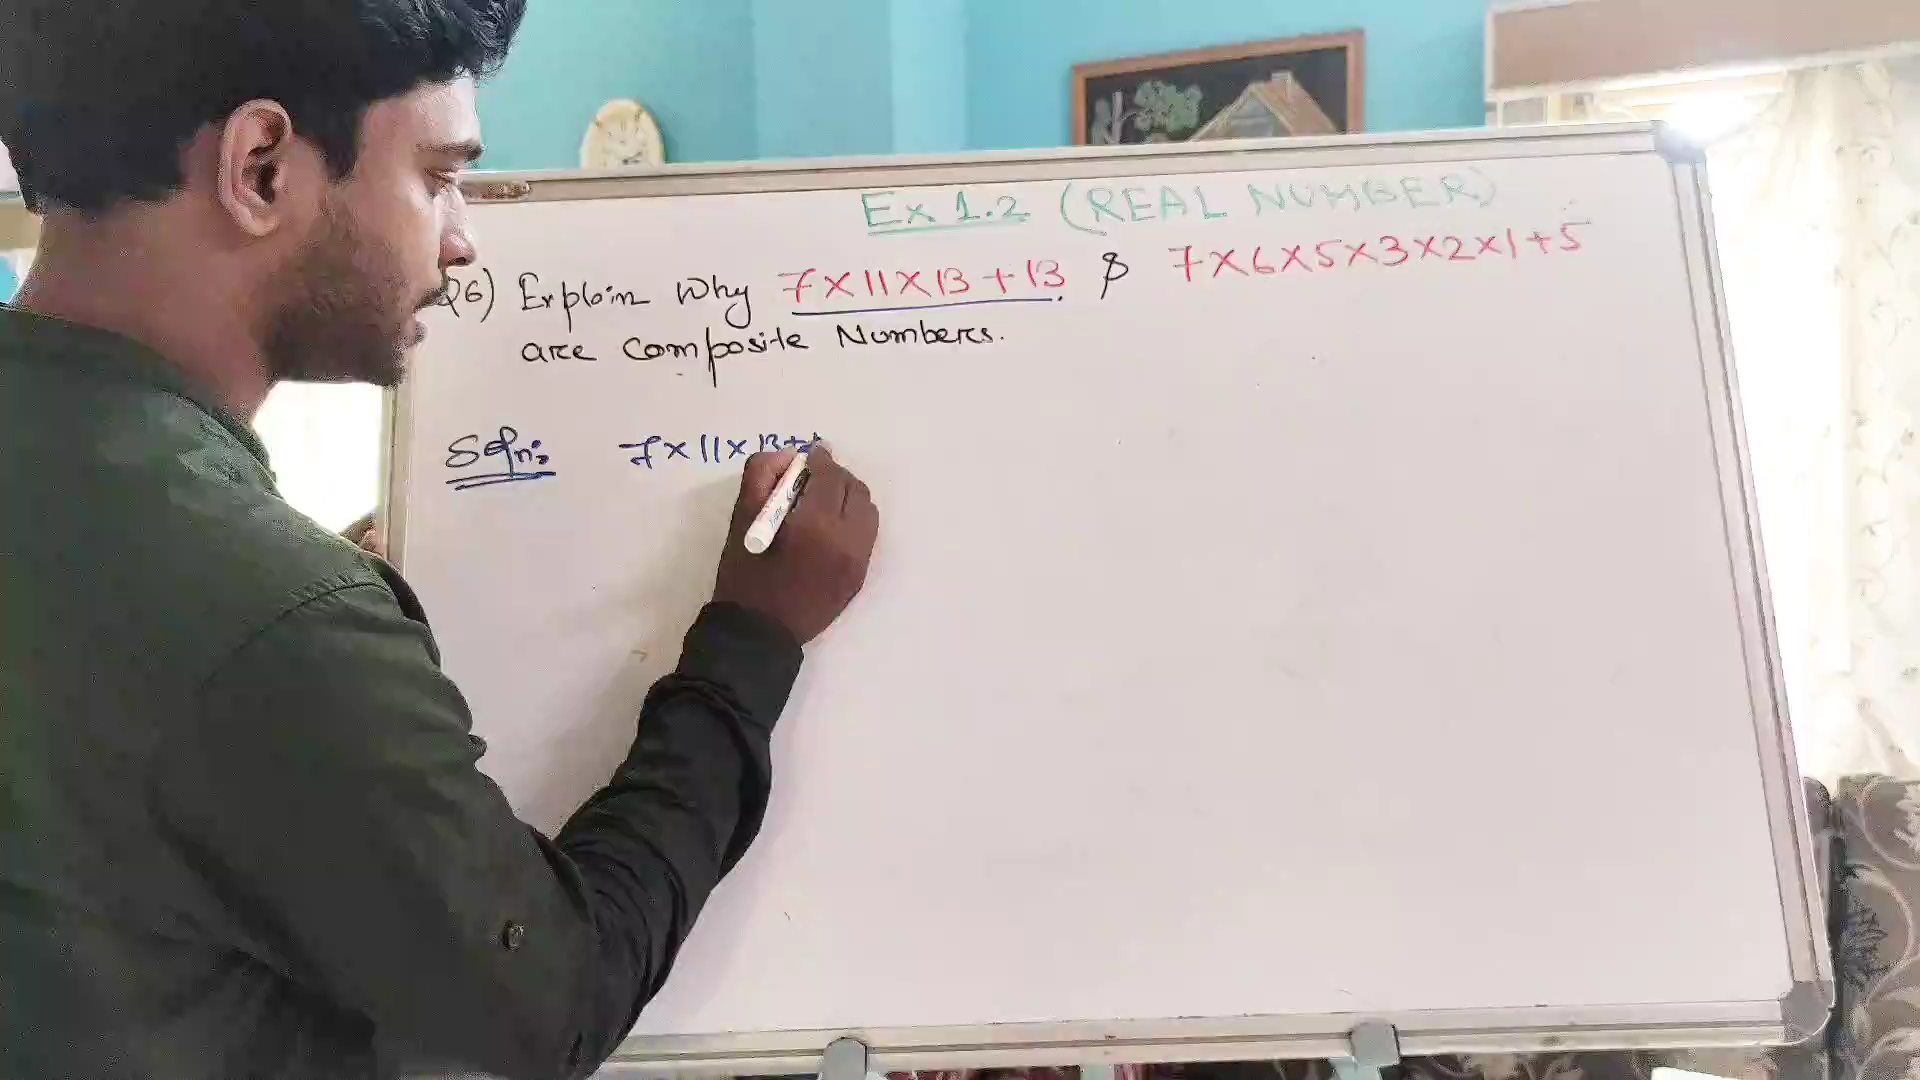 Ex 1.2 (REAL NUMBER)
Q6) Explain Why 7×11×13+13 & 7×6×5×3×2×1+5
are Composite Numbers.
Soln: 7×11×13+